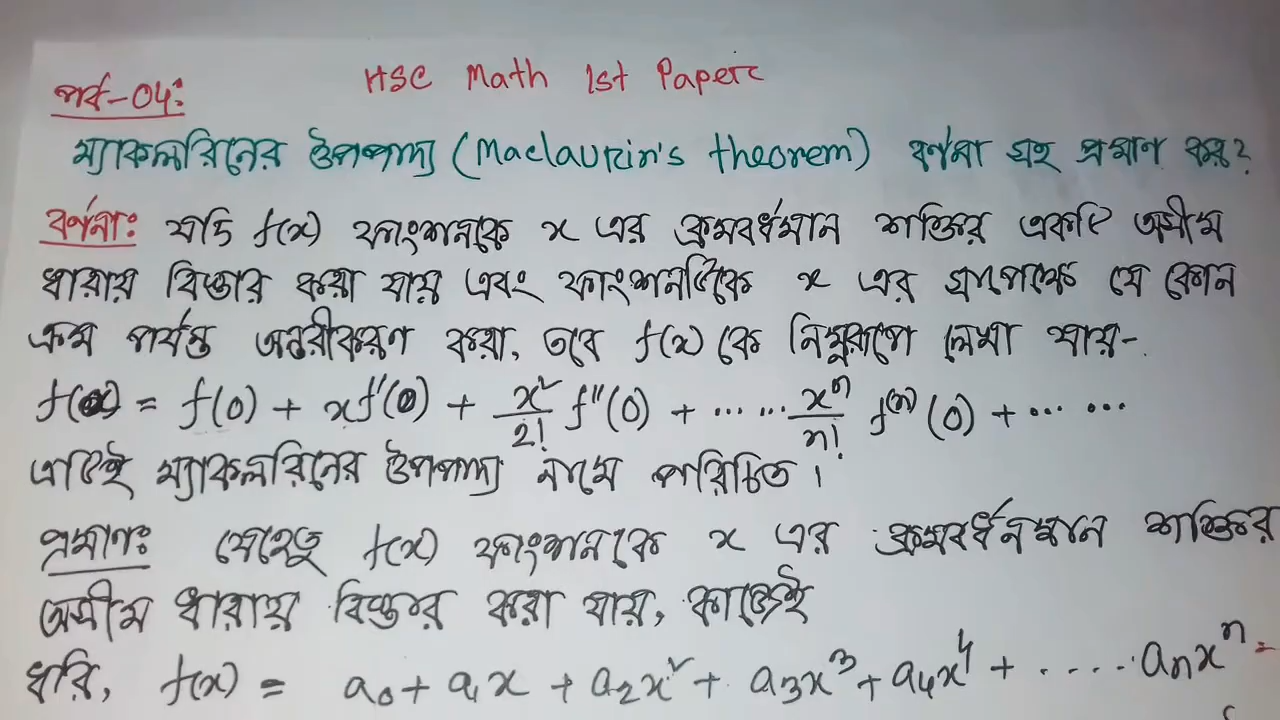 HSC Math 1st Paper
পর্ব-04:
ম্যাকলরিনের উপপাদ্য (Maclaurin's theorem) বর্ণনা সহ প্রমাণ কর?
বর্ণনা: যদি f(x) ফাংশনকে x এর ক্রমবর্ধমান শক্তির একটি অসীম
ধারায় বিস্তার করা যায় এবং ফাংশনটিকে x এর সাপেক্ষে যে কোন
ক্রম পর্যন্ত অন্তরীকরণ করা, তবে f(x) কে নিম্নরূপে লেখা যায়-
f(x) = f(0) + xf'(0) + x²/2! f''(0) + ...... xⁿ/n! f⁽ⁿ⁾(0) + ... ...
এটিই ম্যাকলরিনের উপপাদ্য নামে পরিচিত।
প্রমাণ: যেহেতু f(x) ফাংশনকে x এর ক্রমবর্ধনমান শক্তির
অসীম ধারায় বিস্তার করা যায়, কাজেই
ধরি, f(x) = a₀ + a₁x + a₂x² + a₃x³ + a₄x⁴ + ..... aₙxⁿ